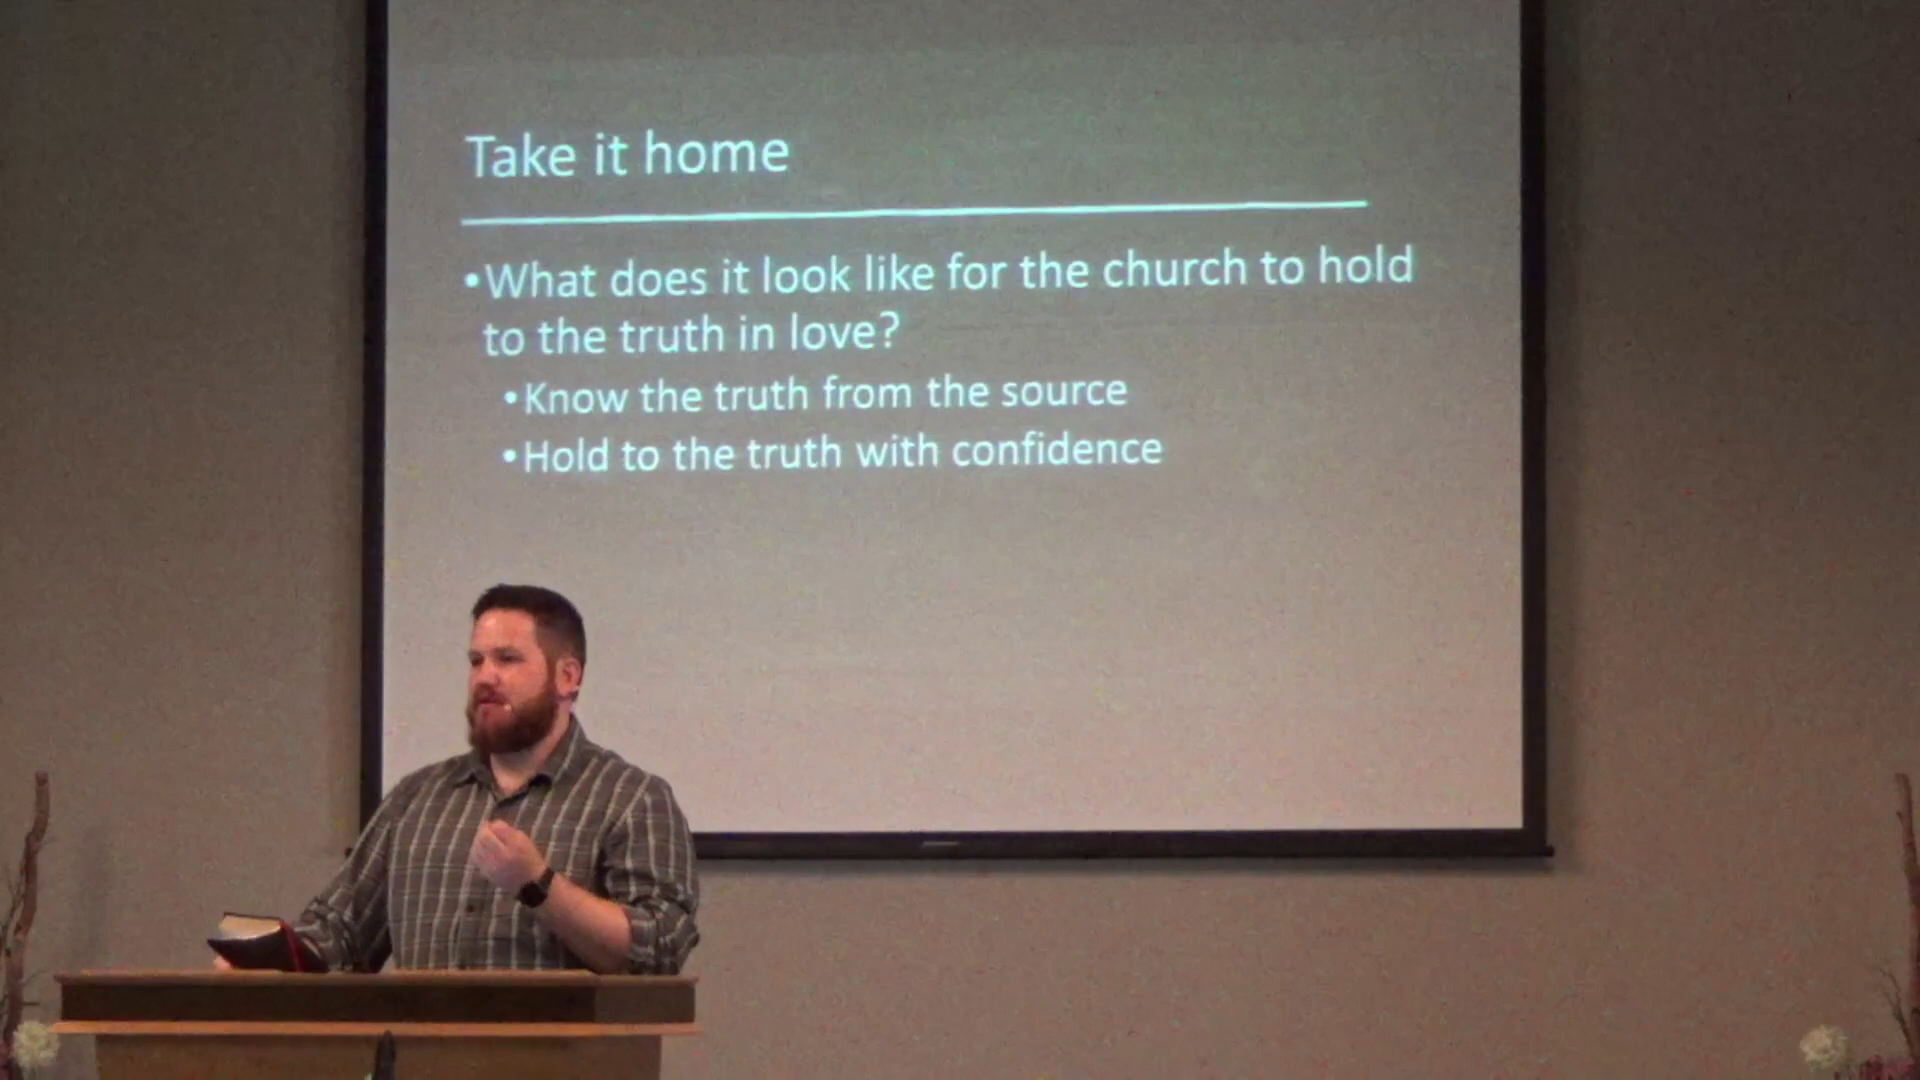 Take it home
•What does it look like for the church to hold
to the truth in love?
•Know the truth from the source
•Hold to the truth with confidence